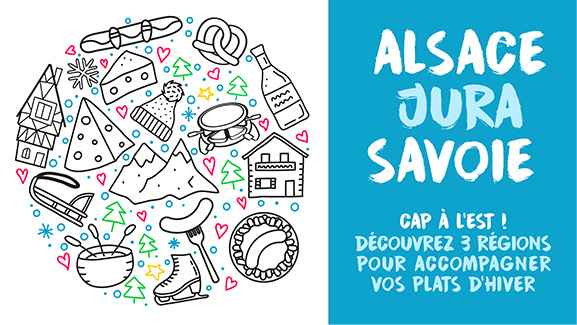 ALSACE
JURA
SAVOIE
CAP À L'EST !
DÉCOUVREZ 3 RÉGIONS
POUR ACCOMPAGNER
VOS PLATS D'HIVER